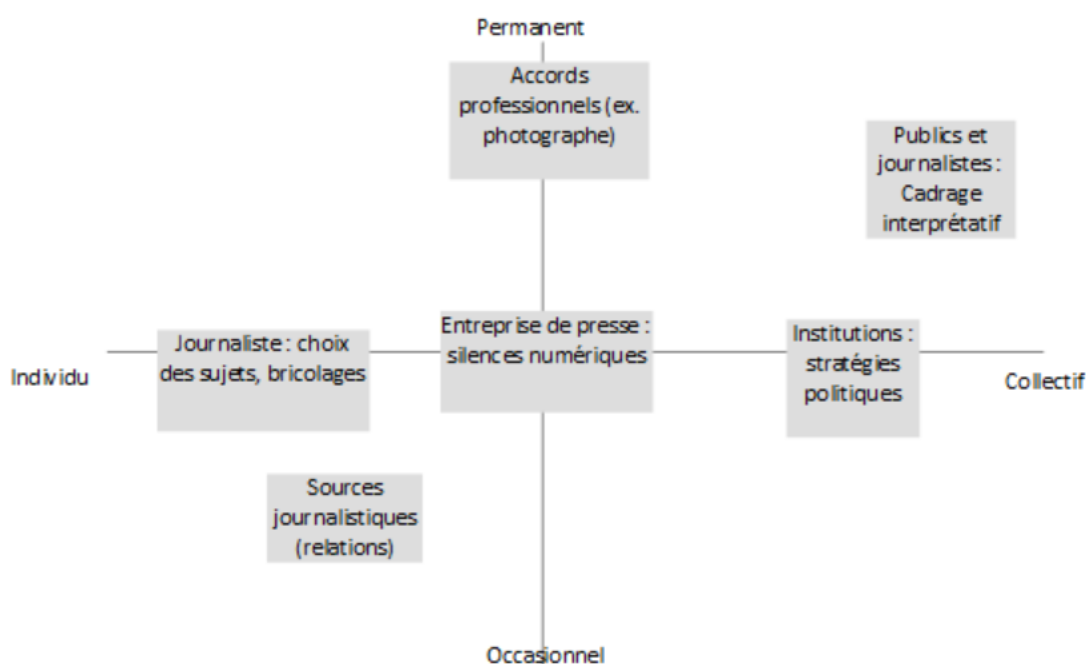 Permanent
Accords
professionnels (ex.
photographe)
Publics et
journalistes :
Cadrage
interprétatif
Entreprise de presse :
silences numériques
Journaliste : choix
des sujets, bricolages
Institutions :
stratégies
politiques
Individu
Collectif
Sources
journalistiques
(relations)
Occasionnel